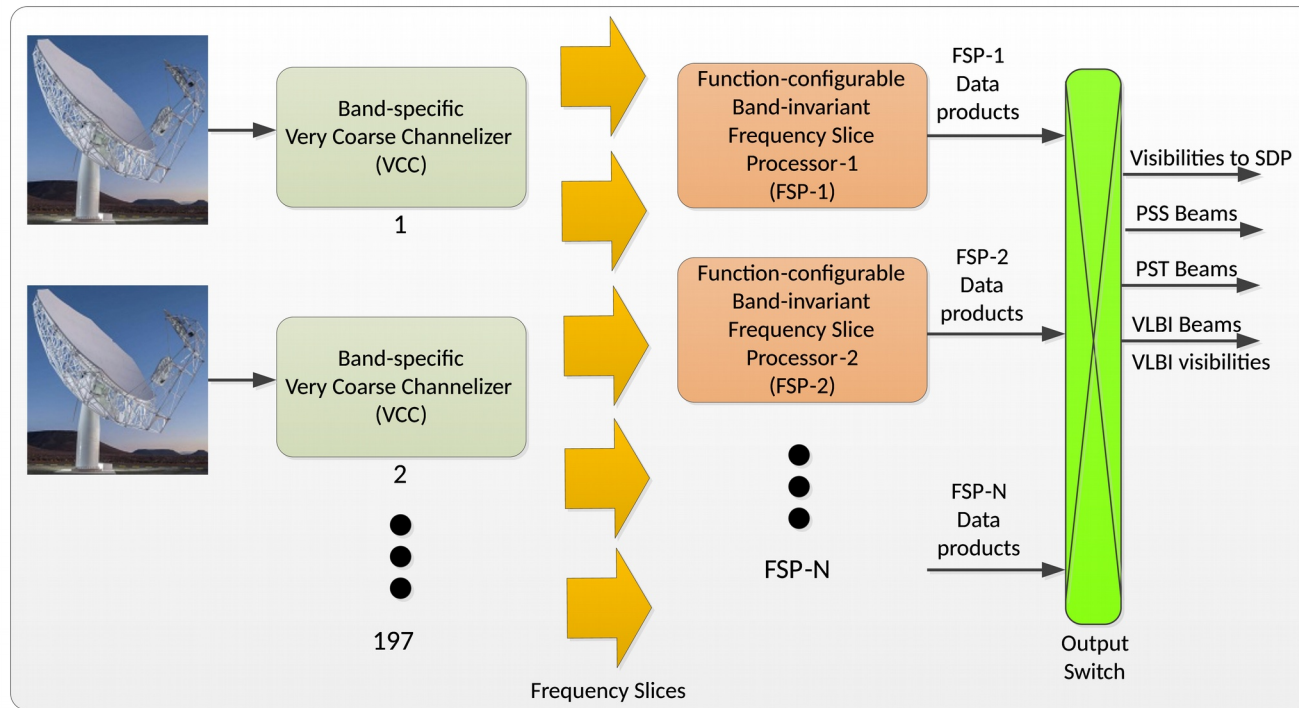 Band-specific
Very Coarse Channelizer
(VCC)
1
Band-specific
Very Coarse Channelizer
(VCC)
2
197
Frequency Slices
Function-configurable
Band-invariant
Frequency Slice
Processor-1
(FSP-1)
Function-configurable
Band-invariant
Frequency Slice
Processor-2
(FSP-2)
FSP-N
FSP-1
Data
products
FSP-2
Data
products
FSP-N
Data
products
Output
Switch
Visibilities to SDP
PSS Beams
PST Beams
VLBI Beams
VLBI visibilities